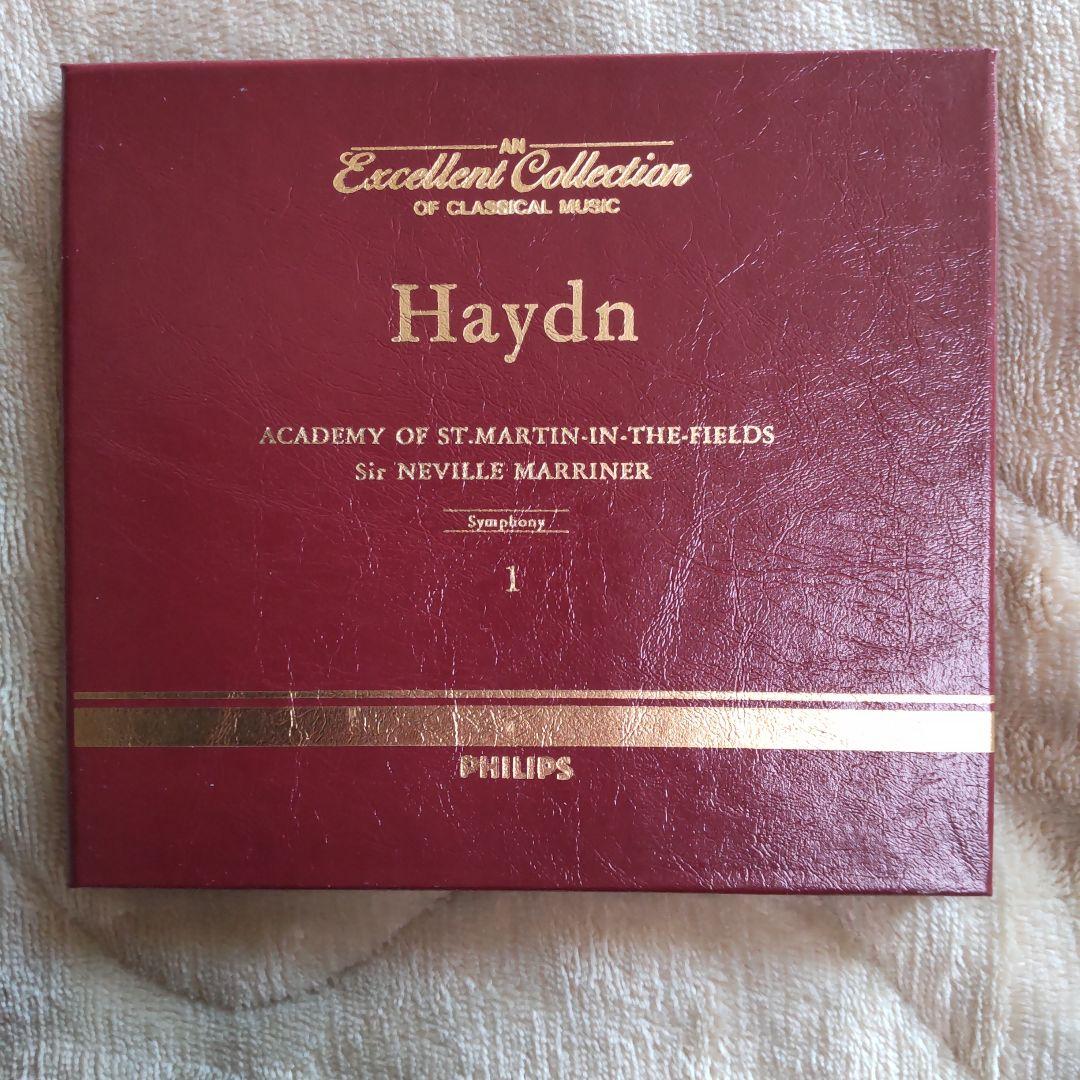 AN
Excellent Collection
OF CLASSICAL MUSIC
Haydn
ACADEMY OF ST.MARTIN-IN-THE-FIELDS
Sir NEVILLE MARRINER
Symphony
1
PHILIPS